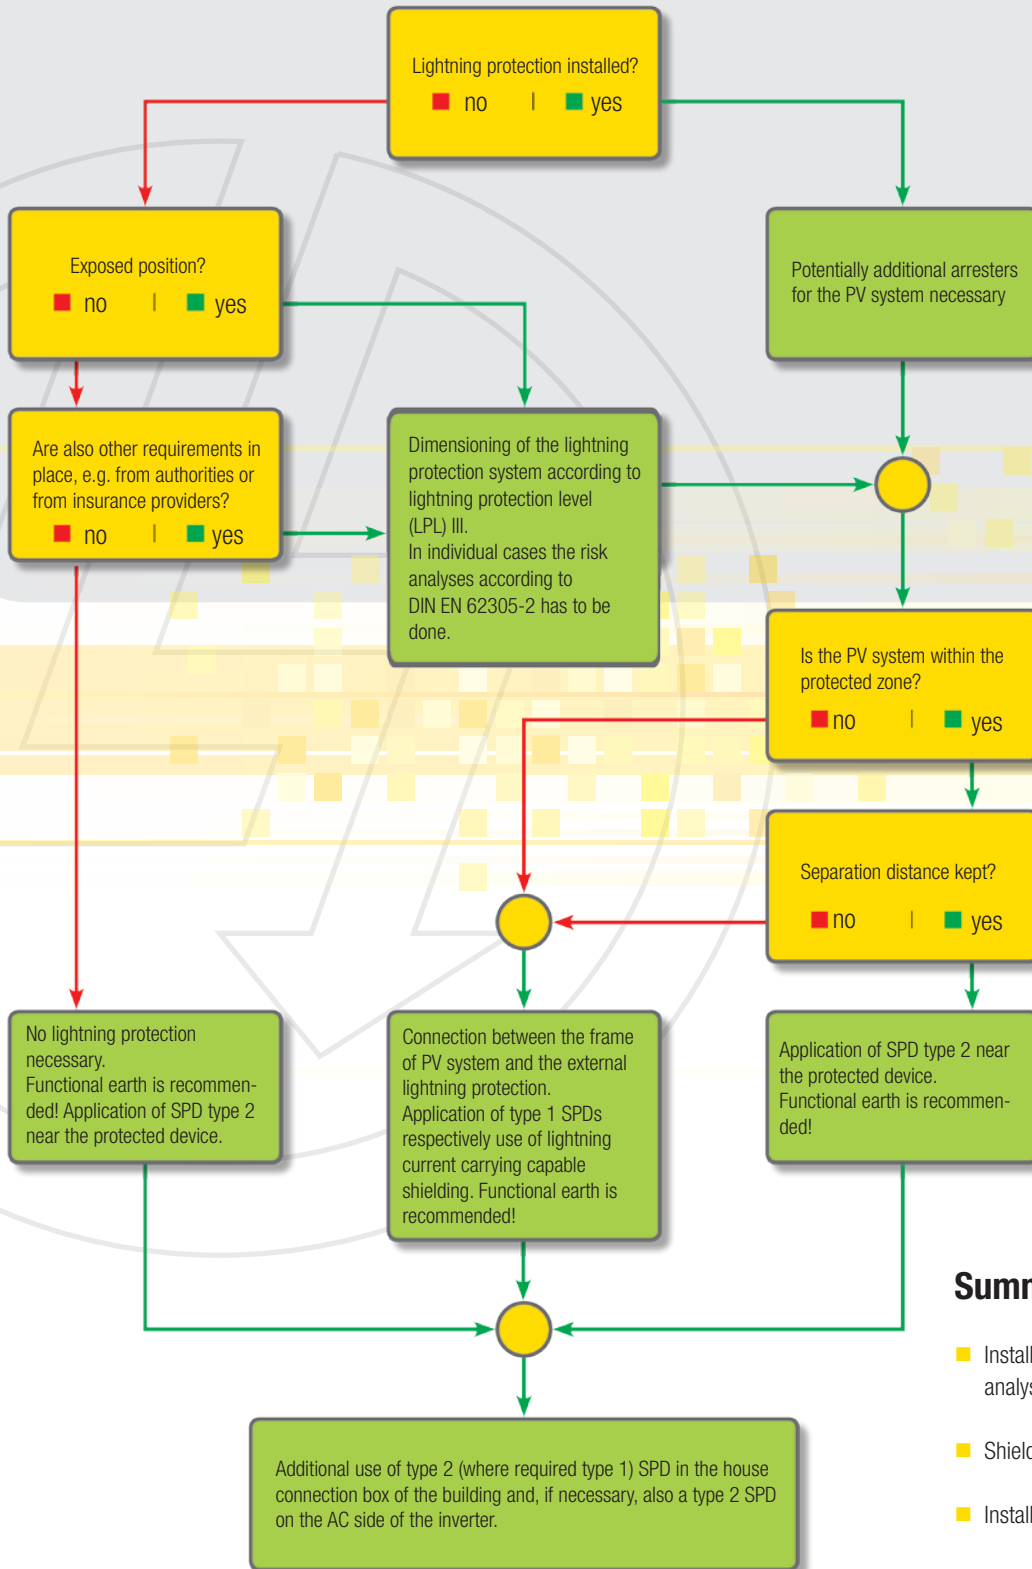 Lightning protection installed?
no | yes
Exposed position?
no | yes
Potentially additional arresters
for the PV system necessary
Are also other requirements in
place, e.g. from authorities or
from insurance providers?
no | yes
Dimensioning of the lightning
protection system according to
lightning protection level
(LPL) III.
In individual cases the risk
analyses according to
DIN EN 62305-2 has to be
done.
Is the PV system within the
protected zone?
no | yes
Separation distance kept?
no | yes
No lightning protection
necessary.
Functional earth is recommen-
ded! Application of SPD type 2
near the protected device.
Connection between the frame
of PV system and the external
lightning protection.
Application of type 1 SPDs
respectively use of lightning
current carrying capable
shielding. Functional earth is
recommended!
Application of SPD type 2 near
the protected device.
Functional earth is recommen-
ded!
Additional use of type 2 (where required type 1) SPD in the house
connection box of the building and, if necessary, also a type 2 SPD
on the AC side of the inverter.